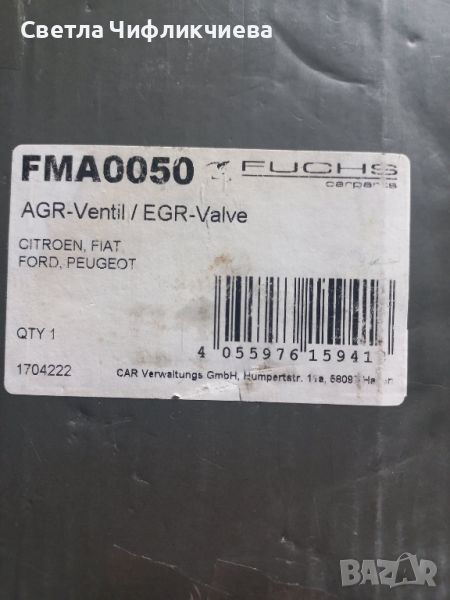 Светла Чифликчиева
FMA0050 FUCHS
carparts
AGR-Ventil / EGR-Valve
CITROEN, FIAT
FORD, PEUGEOT
QTY 1
4 055976 15941
1704222
CAR Verwaltungs GmbH, Humpertstr.
BAZAR